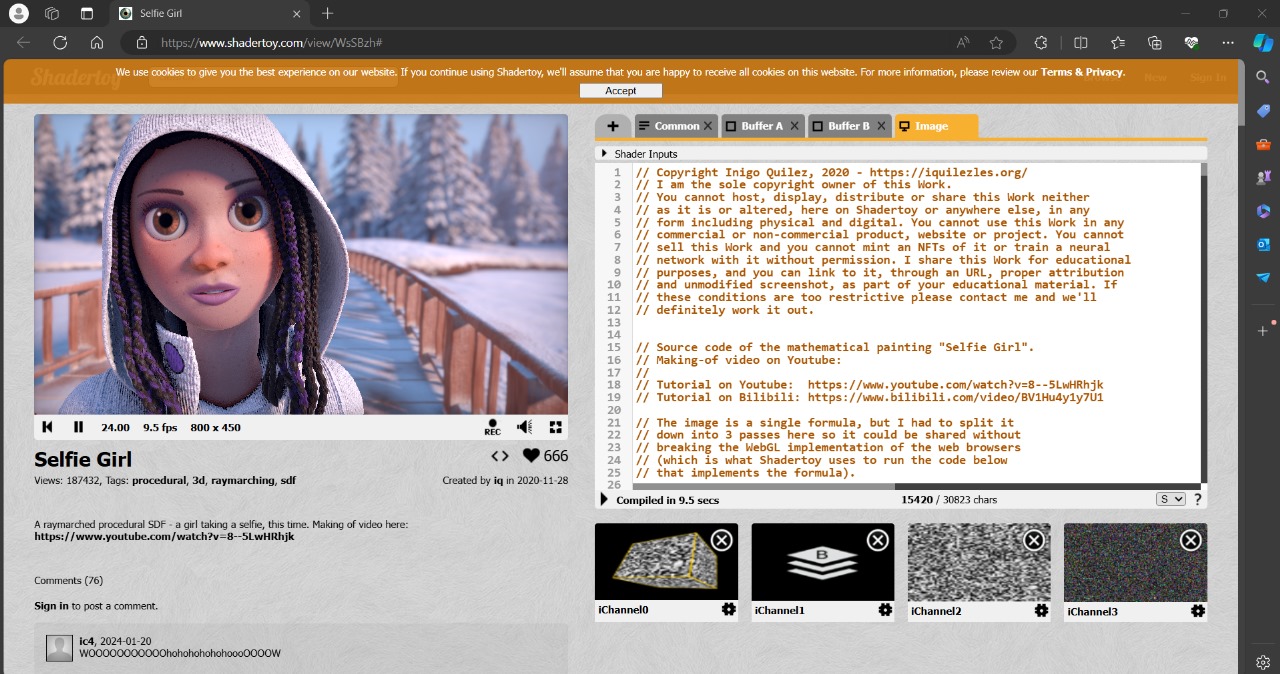 Selfie Girl
https://www.shadertoy.com/view/WsSBzh#
Shadertoy
We use cookies to give you the best experience on our website. If you continue using Shadertoy, we'll assume that you are happy to receive all cookies on this website. For more information, please review our Terms & Privacy.
New
Sign In
Accept
24.00 9.5 fps 800 x 450
REC
Selfie Girl
666
Views: 187432, Tags: procedural, 3d, raymarching, sdf
Created by iq in 2020-11-28
A raymarched procedural SDF - a girl taking a selfie, this time. Making of video here:
https://www.youtube.com/watch?v=8--5LwHRhjk
Comments (76)
Sign in to post a comment.
ic4, 2024-01-20
WOOOOOOOOOOhohohohohohoooOOOOW
+ Common Buffer A Buffer B Image
Shader Inputs
1 // Copyright Inigo Quilez, 2020 - https://iquilezles.org/
2 // I am the sole copyright owner of this Work.
3 // You cannot host, display, distribute or share this Work neither
4 // as it is or altered, here on Shadertoy or anywhere else, in any
5 // form including physical and digital. You cannot use this Work in any
6 // commercial or non-commercial product, website or project. You cannot
7 // sell this Work and you cannot mint an NFTs of it or train a neural
8 // network with it without permission. I share this Work for educational
9 // purposes, and you can link to it, through an URL, proper attribution
10 // and unmodified screenshot, as part of your educational material. If
11 // these conditions are too restrictive please contact me and we'll
12 // definitely work it out.
13
14
15 // Source code of the mathematical painting "Selfie Girl".
16 // Making-of video on Youtube:
17 //
18 // Tutorial on Youtube:  https://www.youtube.com/watch?v=8--5LwHRhjk
19 // Tutorial on Bilibili: https://www.bilibili.com/video/BV1Hu4y1y7U1
20
21 // The image is a single formula, but I had to split it
22 // down into 3 passes here so it could be shared without
23 // breaking the WebGL implementation of the web browsers
24 // (which is what Shadertoy uses to run the code below
25 // that implements the formula).
26
Compiled in 9.5 secs
15420 / 30823 chars
S
?
B
iChannel0
iChannel1
iChannel2
iChannel3